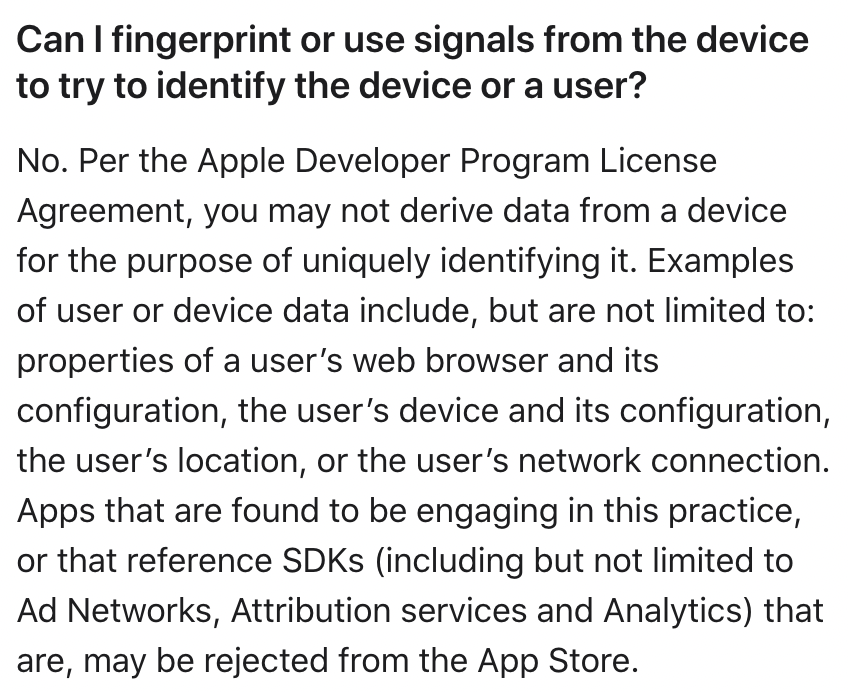 Can I fingerprint or use signals from the device
to try to identify the device or a user?
No. Per the Apple Developer Program License
Agreement, you may not derive data from a device
for the purpose of uniquely identifying it. Examples
of user or device data include, but are not limited to:
properties of a user’s web browser and its
configuration, the user’s device and its configuration,
the user’s location, or the user’s network connection.
Apps that are found to be engaging in this practice,
or that reference SDKs (including but not limited to
Ad Networks, Attribution services and Analytics) that
are, may be rejected from the App Store.